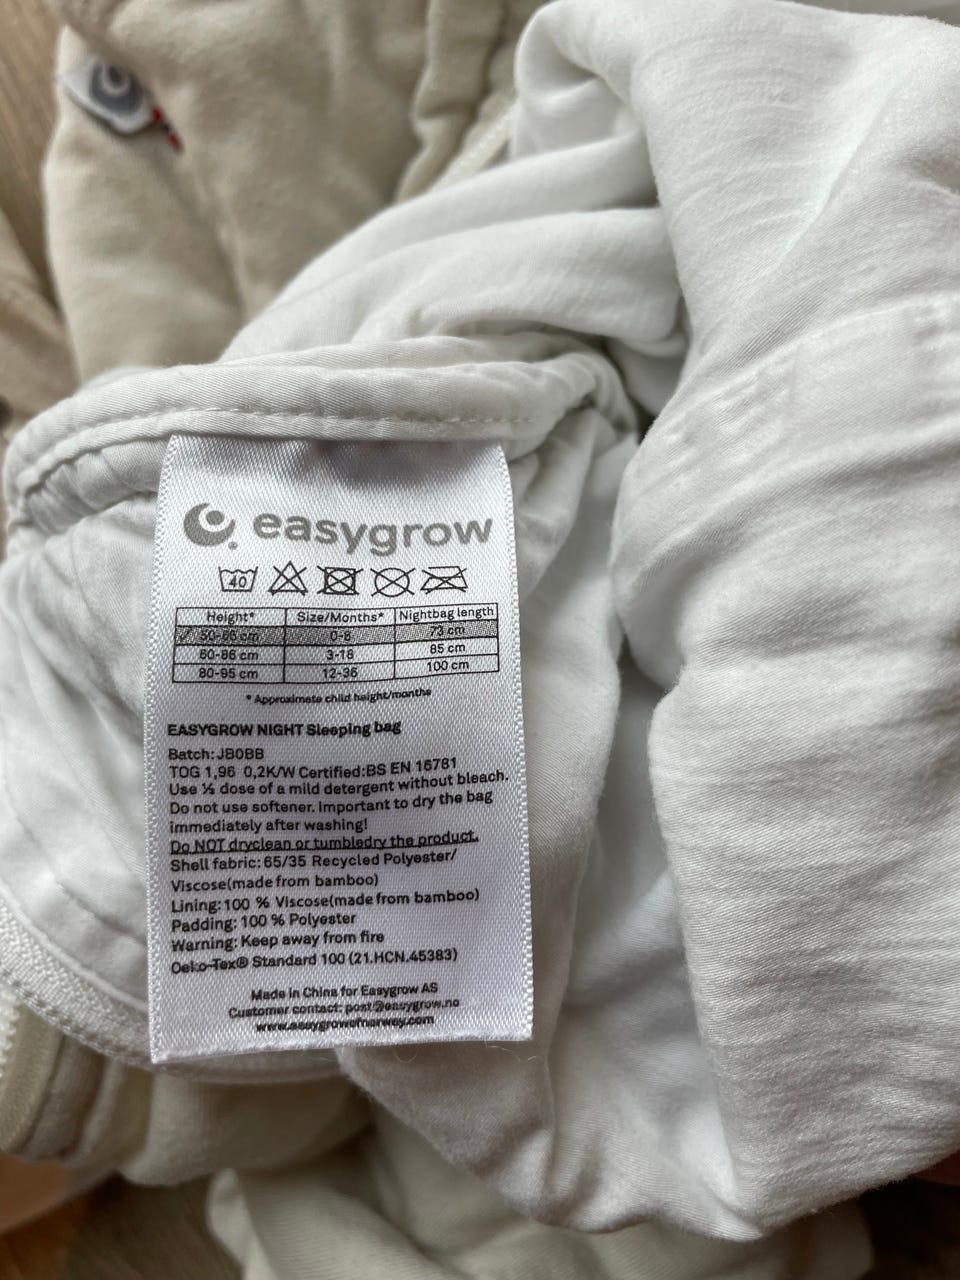 easygrow
40
Height* Size/Months* Nightbag length
50-65 cm 0-6 73 cm
60-86 cm 3-18 85 cm
80-95 cm 12-36 100 cm
* Approximate child height/months
EASYGROW NIGHT Sleeping bag
Batch: JB0BB
TOG 1,96 0,2K/W Certified:BS EN 16781
Use ½ dose of a mild detergent without bleach.
Do not use softener. Important to dry the bag
immediately after washing!
Do NOT dryclean or tumbledry the product.
Shell fabric: 65/35 Recycled Polyester/
Viscose(made from bamboo)
Lining: 100 % Viscose(made from bamboo)
Padding: 100 % Polyester
Warning: Keep away from fire
Oeko-Tex® Standard 100 (21.HCN.45383)
Made in China for Easygrow AS
Customer contact: post@easygrow.no
www.easygrowofnorway.com